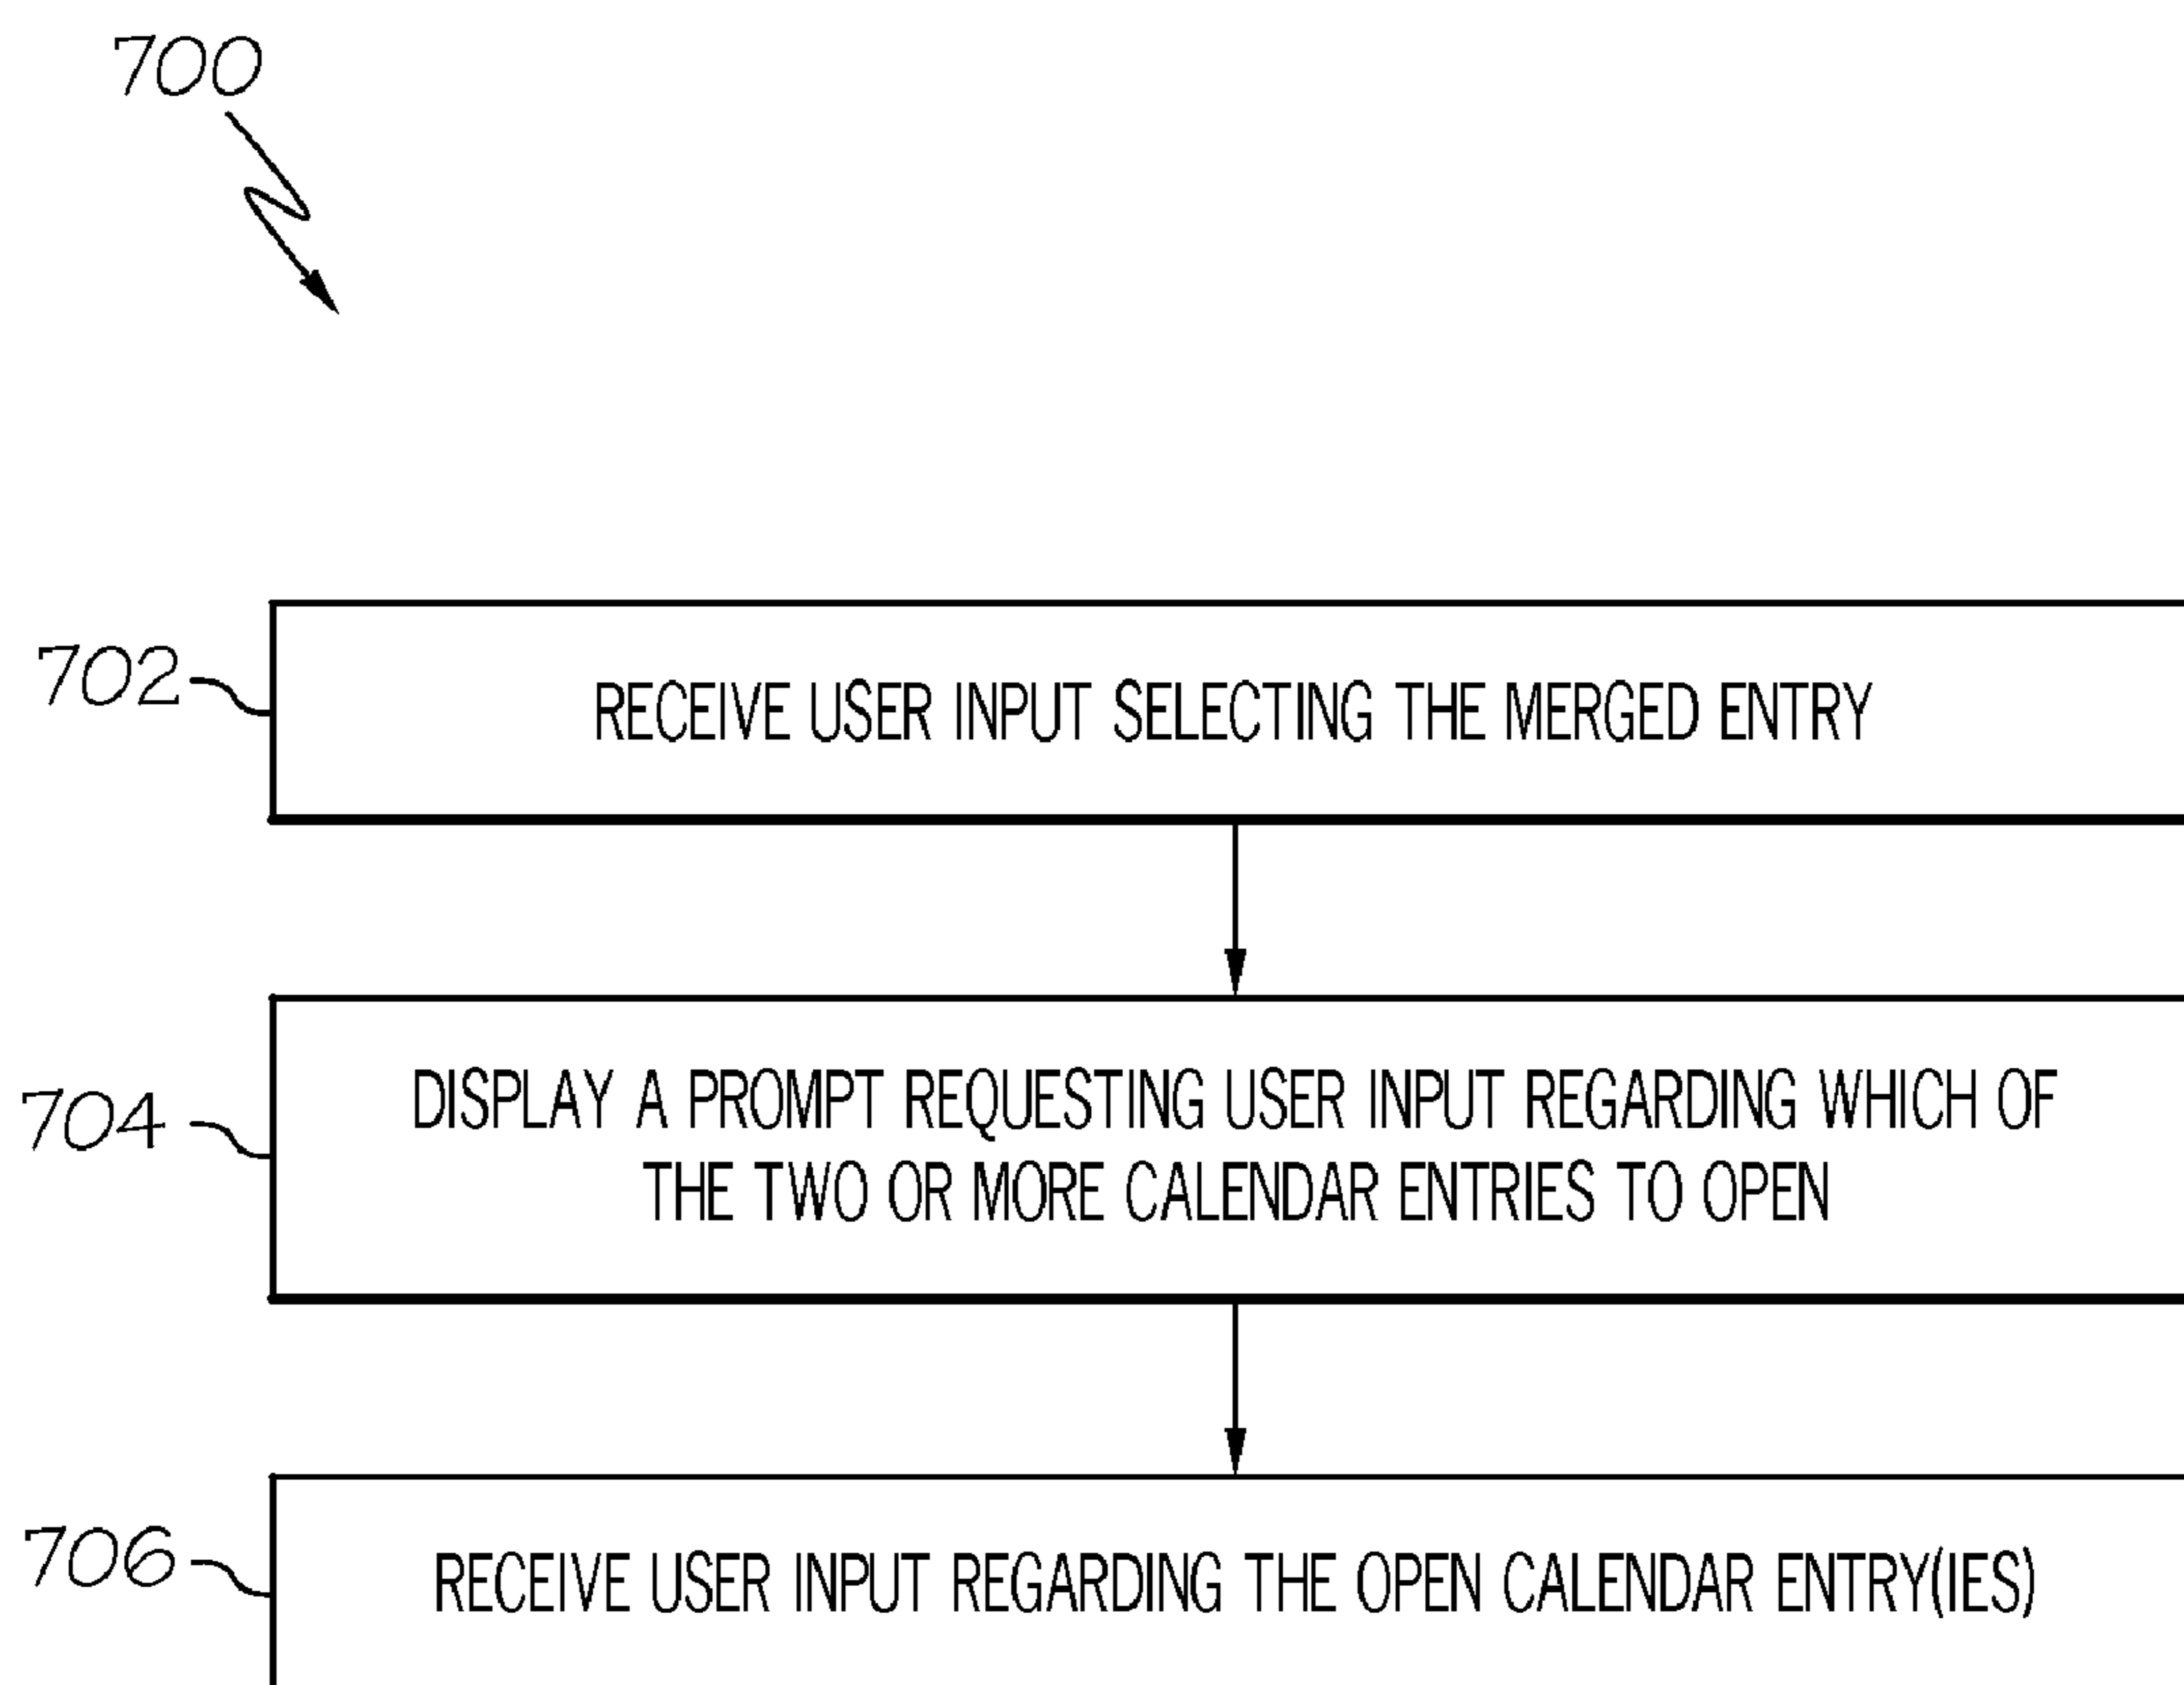 700
702
RECEIVE USER INPUT SELECTING THE MERGED ENTRY
704
DISPLAY A PROMPT REQUESTING USER INPUT REGARDING WHICH OF
THE TWO OR MORE CALENDAR ENTRIES TO OPEN
706
RECEIVE USER INPUT REGARDING THE OPEN CALENDAR ENTRY(IES)